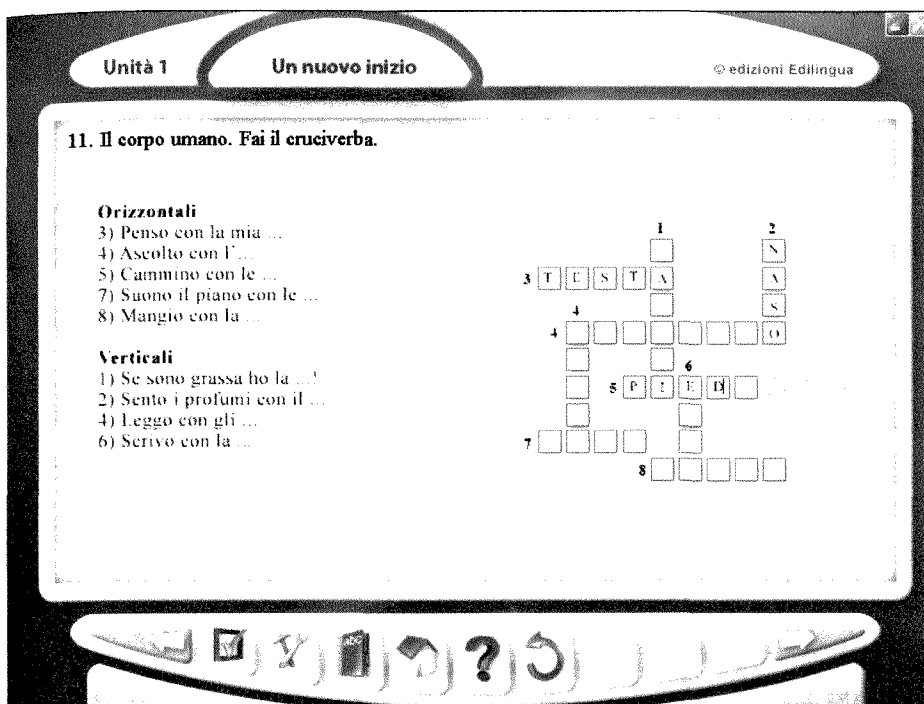 Unità 1
Un nuovo inizio
© edizioni Edilingua
11. Il corpo umano. Fai il cruciverba.
Orizzontali
3) Penso con la mia ...
4) Ascolto con l'...
5) Cammino con le ...
7) Suono il piano con le ...
8) Mangio con la ...
Verticali
1) Se sono grassa ho la ...!
2) Sento i profumi con il ...
4) Leggo con gli ...
6) Scrivo con la ...
1 2
N
3 T E S T A A
4 S
4 O
6
5 P I E D
7
8